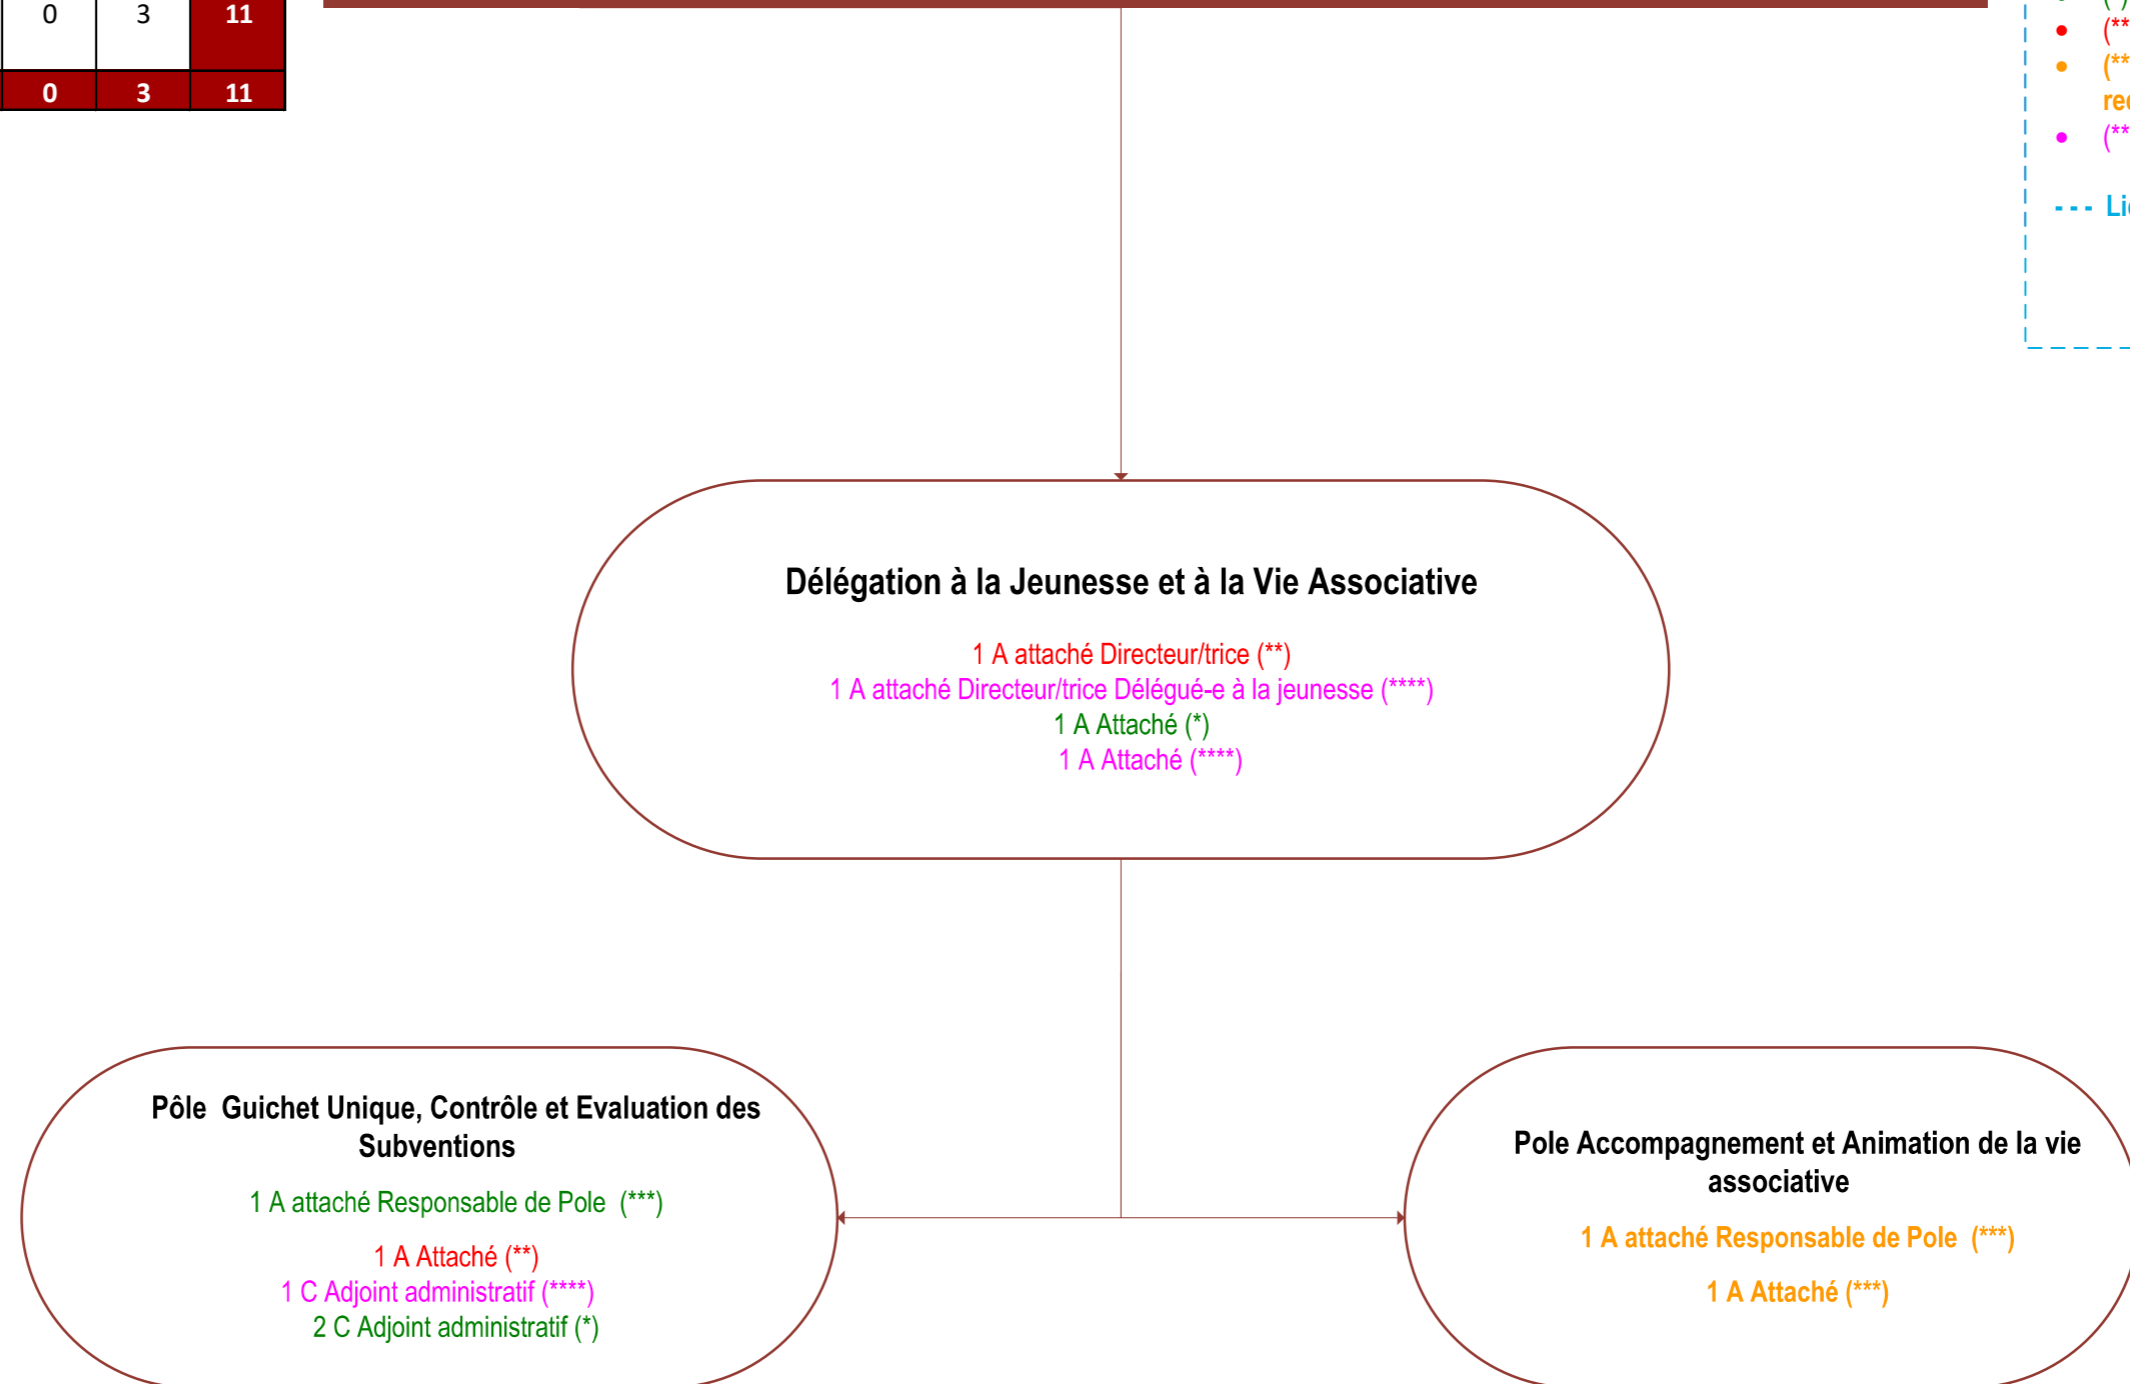 0 3 11
0 3 11
---
Délégation à la Jeunesse et à la Vie Associative
1 A attaché Directeur/trice (**)
1 A attaché Directeur/trice Délégué-e à la jeunesse (****)
1 A Attaché (*)
1 A Attaché (****)
Pôle Guichet Unique, Contrôle et Evaluation des
Subventions
1 A attaché Responsable de Pole (***)
1 A Attaché (**)
1 C Adjoint administratif (****)
2 C Adjoint administratif (*)
Pole Accompagnement et Animation de la vie
associative
1 A attaché Responsable de Pole (***)
1 A Attaché (***)